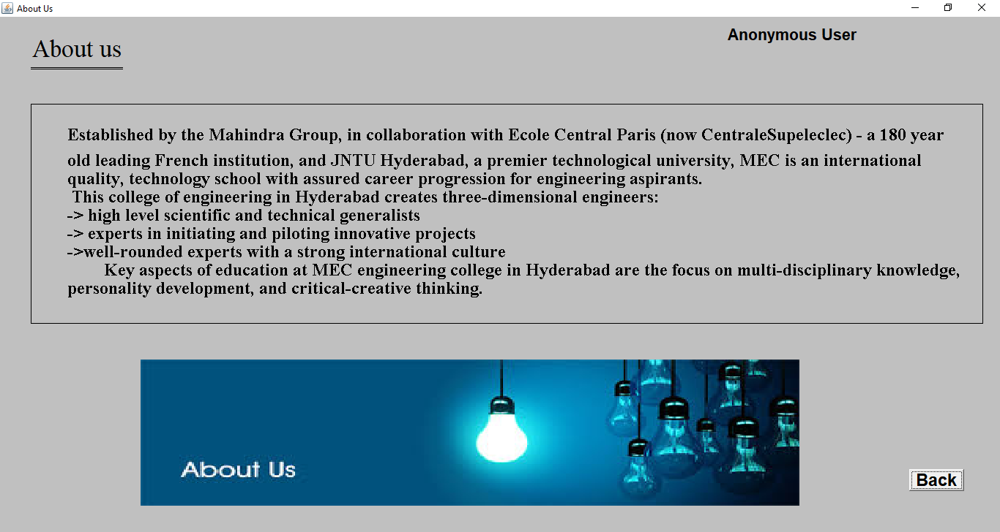 About Us
About us
Anonymous User
Established by the Mahindra Group, in collaboration with Ecole Central Paris (now CentraleSupeleclec) - a 180 year
old leading French institution, and JNTU Hyderabad, a premier technological university, MEC is an international
quality, technology school with assured career progression for engineering aspirants.
This college of engineering in Hyderabad creates three-dimensional engineers:
-> high level scientific and technical generalists
-> experts in initiating and piloting innovative projects
->well-rounded experts with a strong international culture
Key aspects of education at MEC engineering college in Hyderabad are the focus on multi-disciplinary knowledge,
personality development, and critical-creative thinking.
About Us
Back